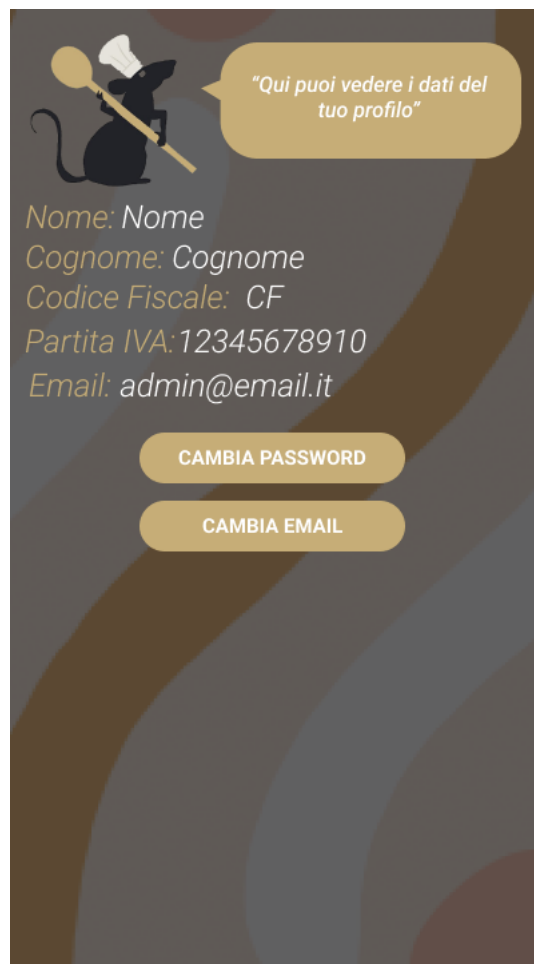 “Qui puoi vedere i dati del
tuo profilo”
Nome: Nome
Cognome: Cognome
Codice Fiscale: CF
Partita IVA:12345678910
Email: admin@email.it
CAMBIA PASSWORD
CAMBIA EMAIL